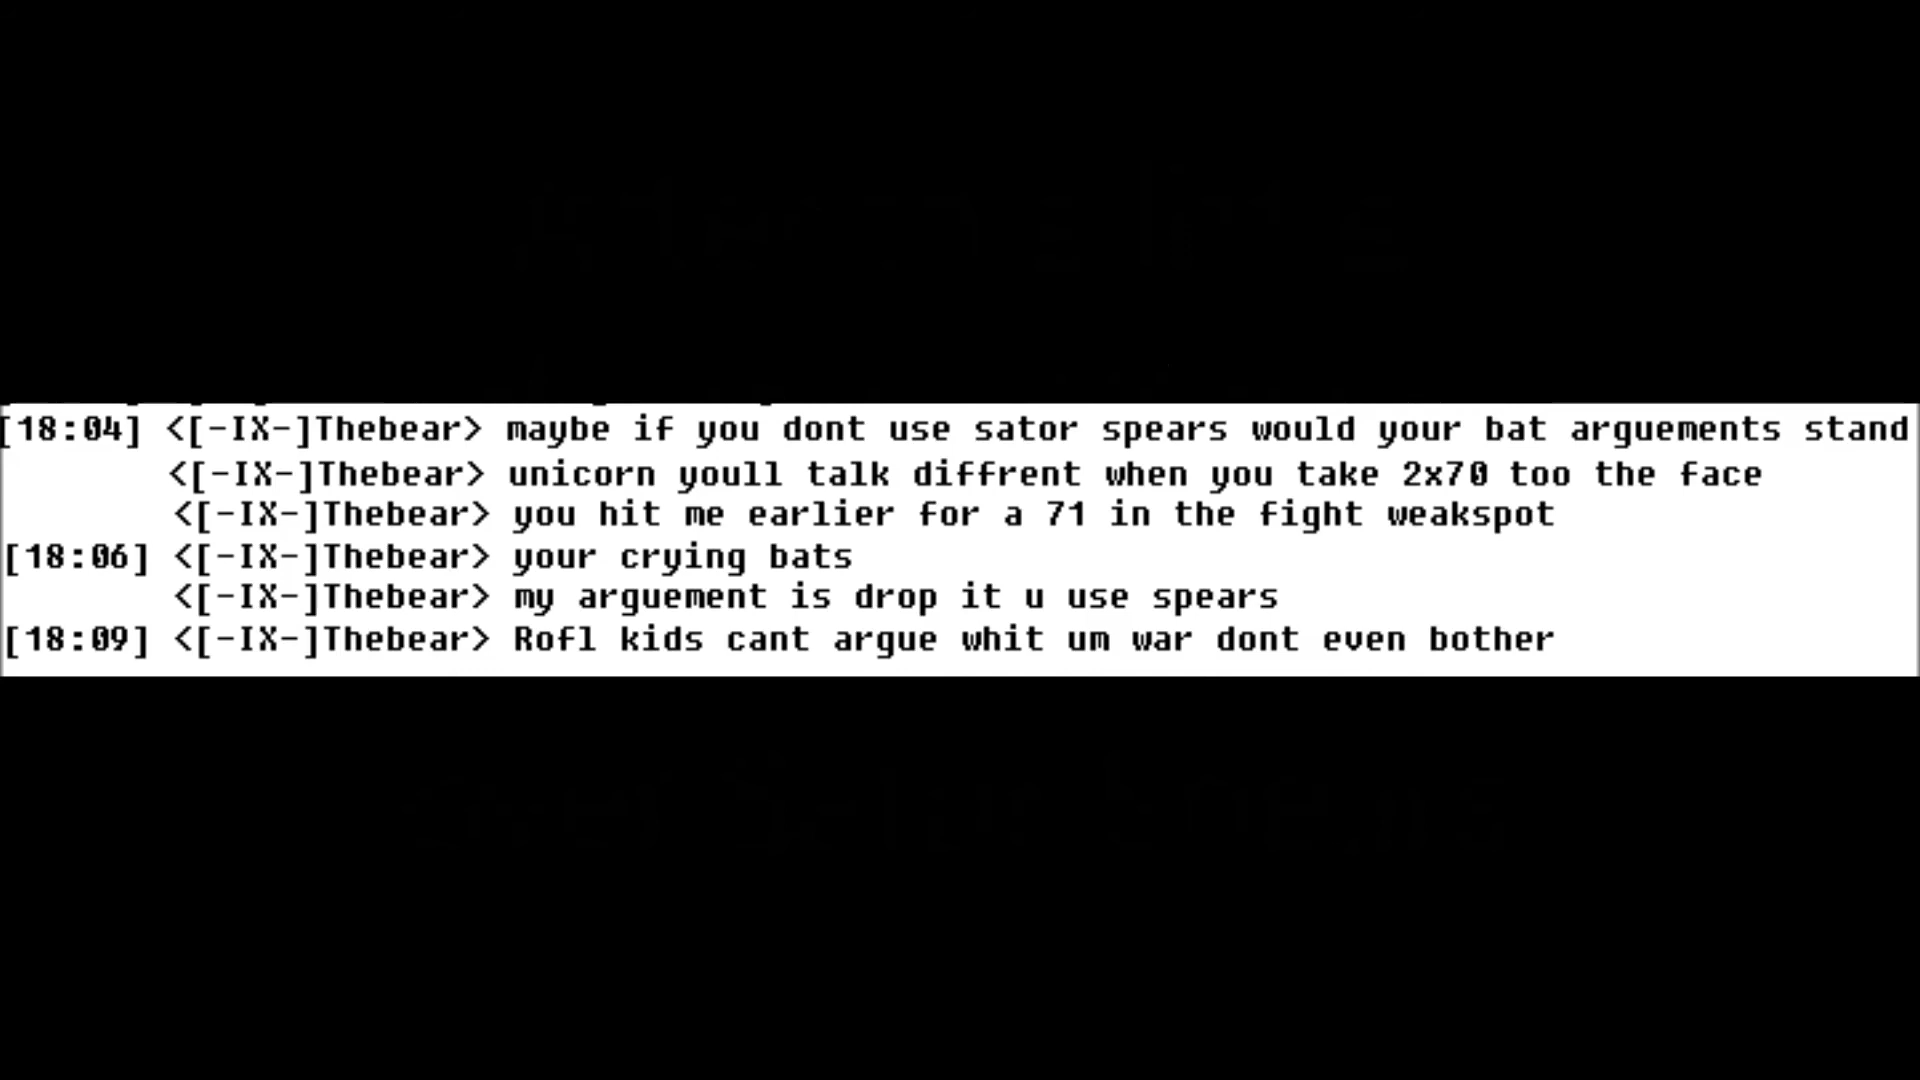 [18:04] <[-IX-]Thebear> maybe if you dont use sator spears would your bat arguements stand
<[-IX-]Thebear> unicorn youll talk diffrent when you take 2x70 too the face
<[-IX-]Thebear> you hit me earlier for a 71 in the fight weakspot
[18:06] <[-IX-]Thebear> your crying bats
<[-IX-]Thebear> my arguement is drop it u use spears
[18:09] <[-IX-]Thebear> Rofl kids cant argue whit um war dont even bother